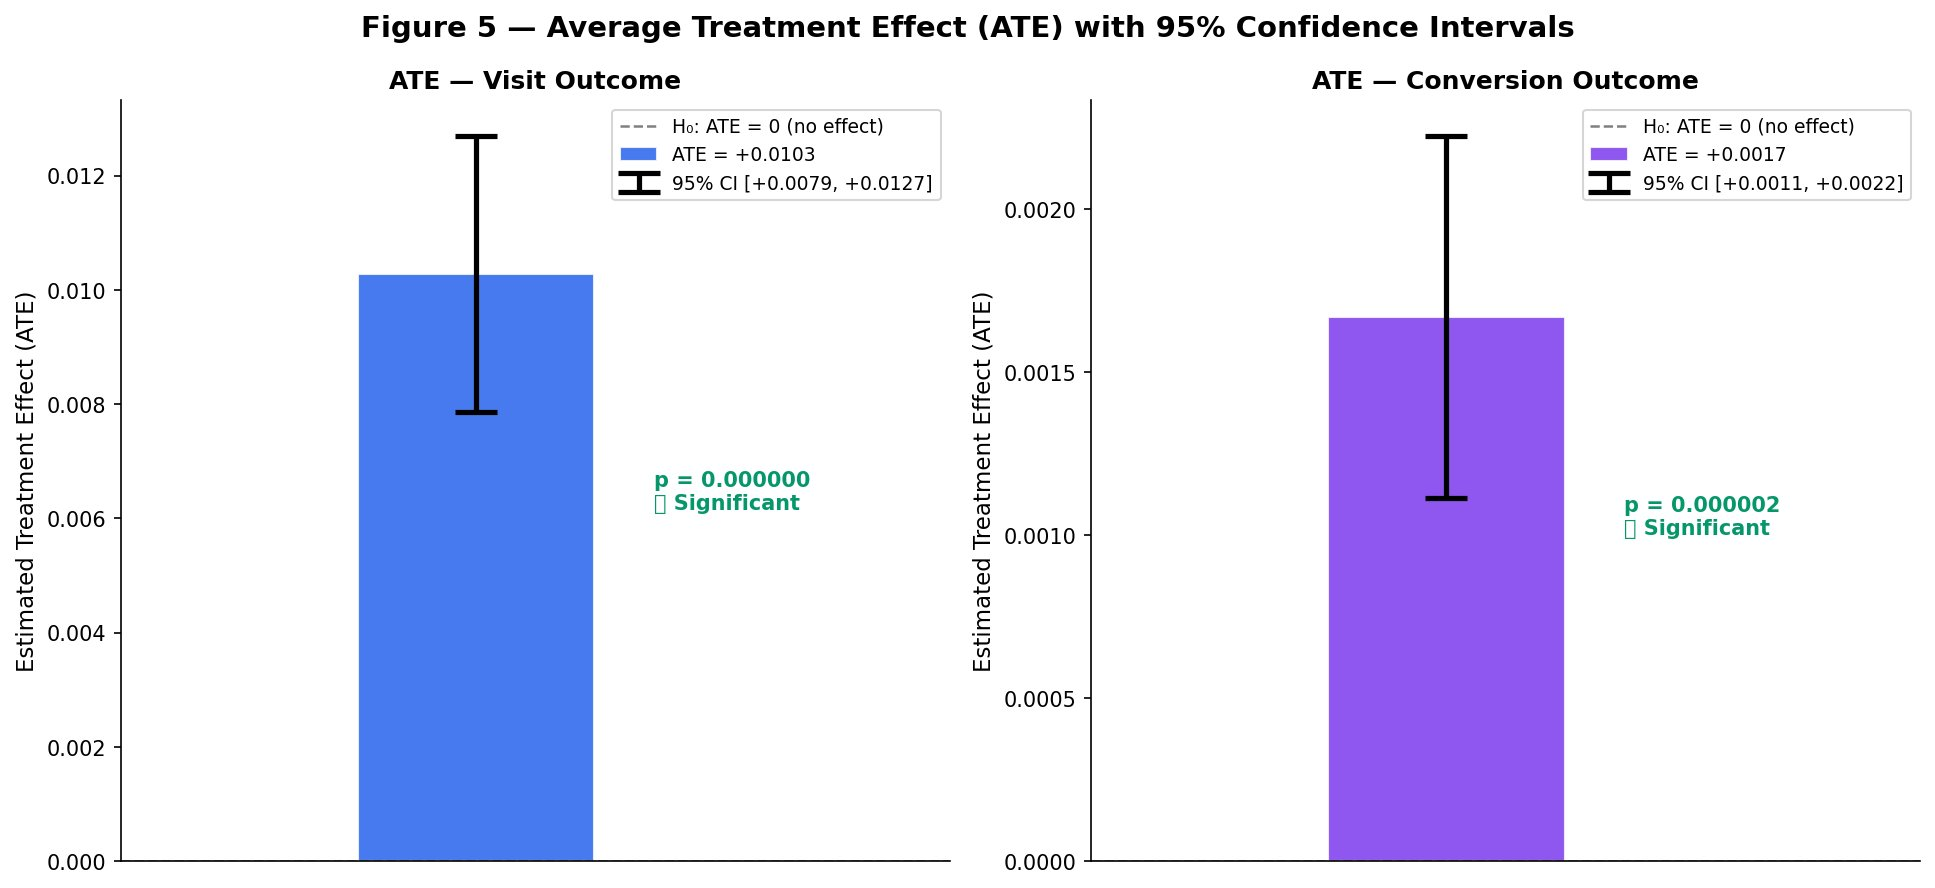 Figure 5 — Average Treatment Effect (ATE) with 95% Confidence Intervals
ATE — Visit Outcome
Estimated Treatment Effect (ATE)
0.012
0.010
0.008
0.006
0.004
0.002
0.000
H₀: ATE = 0 (no effect)
ATE = +0.0103
95% CI [+0.0079, +0.0127]
p = 0.000000
Significant
ATE — Conversion Outcome
Estimated Treatment Effect (ATE)
0.0020
0.0015
0.0010
0.0005
0.0000
H₀: ATE = 0 (no effect)
ATE = +0.0017
95% CI [+0.0011, +0.0022]
p = 0.000002
Significant